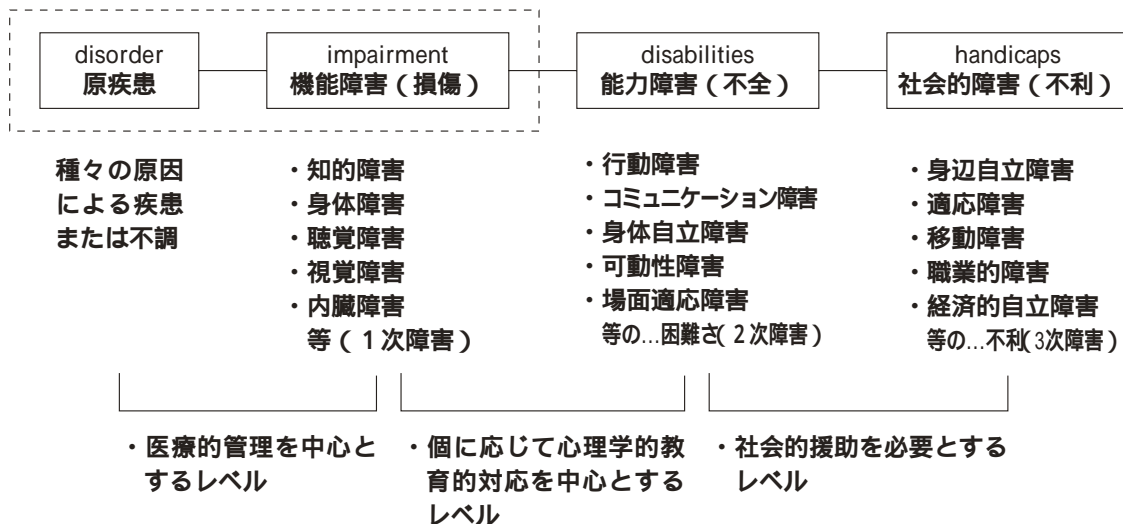 disorder
原疾患
impairment
機能障害（損傷）
disabilities
能力障害（不全）
handicaps
社会的障害（不利）
種々の原因
による疾患
または不調
・知的障害
・身体障害
・聴覚障害
・視覚障害
・内臓障害
等（１次障害）
・行動障害
・コミュニケーション障害
・身体自立障害
・可動性障害
・場面適応障害
等の…困難さ（２次障害）
・身辺自立障害
・適応障害
・移動障害
・職業的障害
・経済的自立障害
等の…不利（3次障害）
・医療的管理を中心と
するレベル
・個に応じて心理学的教
育的対応を中心とする
レベル
・社会的援助を必要とする
レベル